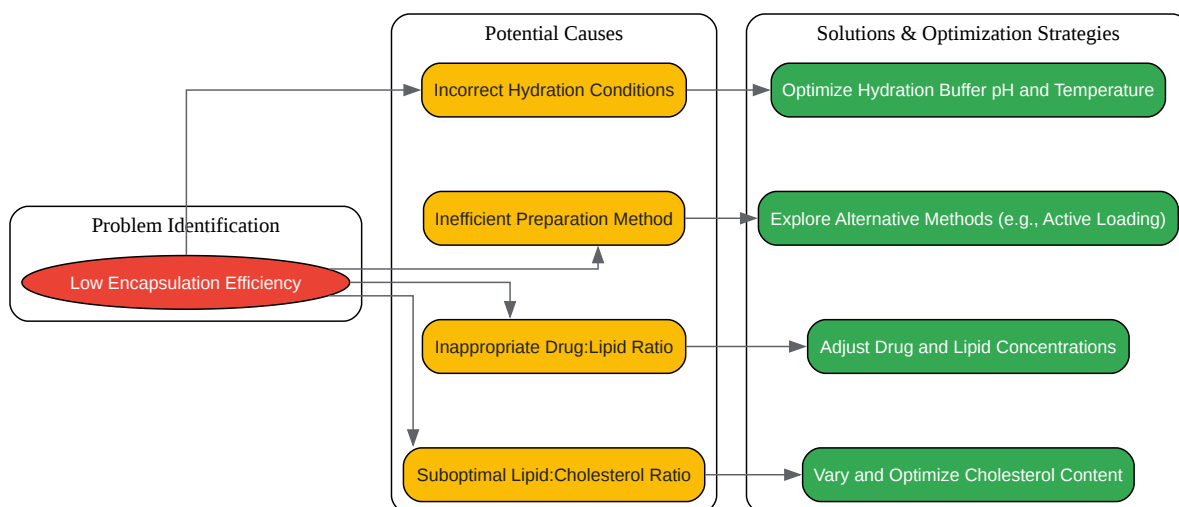 Potential Causes
Solutions & Optimization Strategies
Incorrect Hydration Conditions
Optimize Hydration Buffer pH and Temperature
Inefficient Preparation Method
Explore Alternative Methods (e.g., Active Loading)
Problem Identification
Low Encapsulation Efficiency
Inappropriate Drug:Lipid Ratio
Adjust Drug and Lipid Concentrations
Suboptimal Lipid:Cholesterol Ratio
Vary and Optimize Cholesterol Content